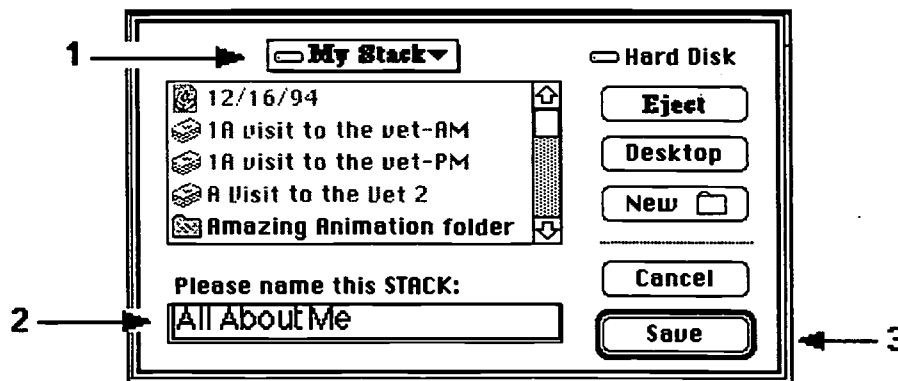 1
My Stack
Hard Disk
12/16/94
1A visit to the vet-AM
1A visit to the vet-PM
A Visit to the Vet 2
Amazing Animation folder
Eject
Desktop
New
Please name this STACK:
2
All About Me
Cancel
Save
3